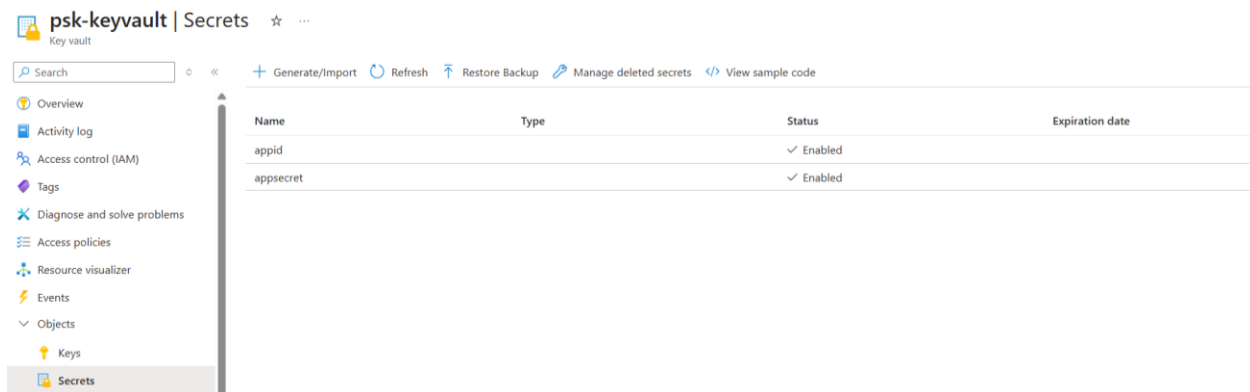 psk-keyvault | Secrets
Key vault
Search
Generate/Import Refresh Restore Backup Manage deleted secrets View sample code
Overview
Activity log
Access control (IAM)
Tags
Diagnose and solve problems
Access policies
Resource visualizer
Events
Objects
Keys
Secrets
Name Type Status Expiration date
appid Enabled
appsecret Enabled